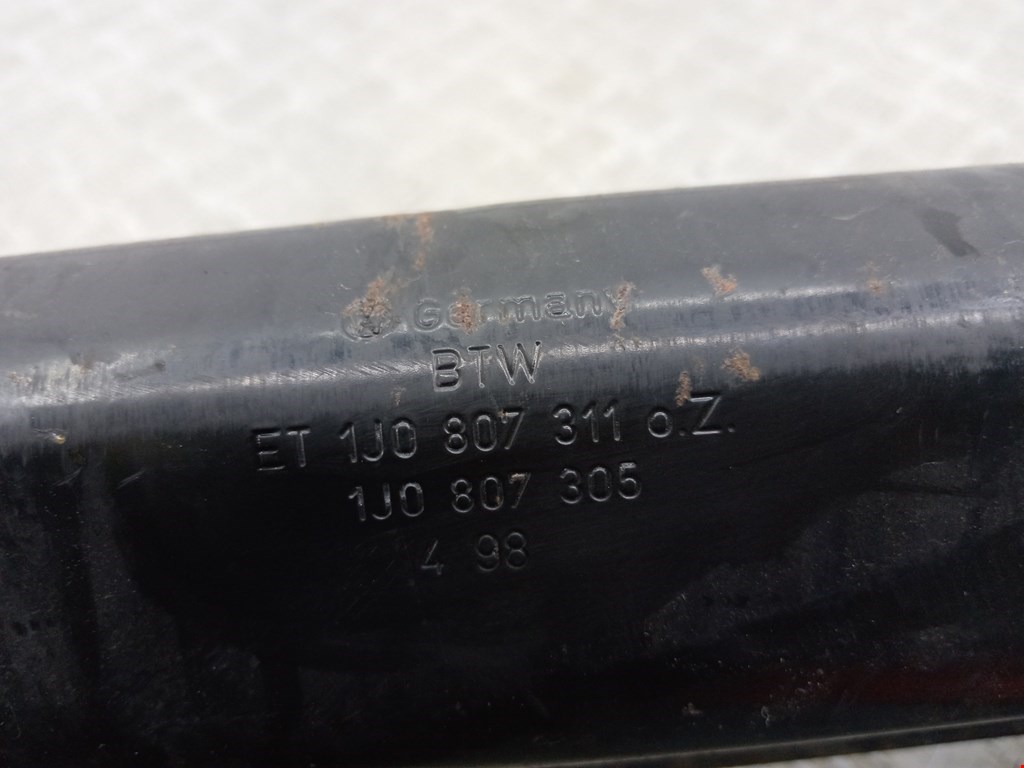 Germany
BTW
ET 1J0 807 311 o.Z.
1J0 807 305
4 98